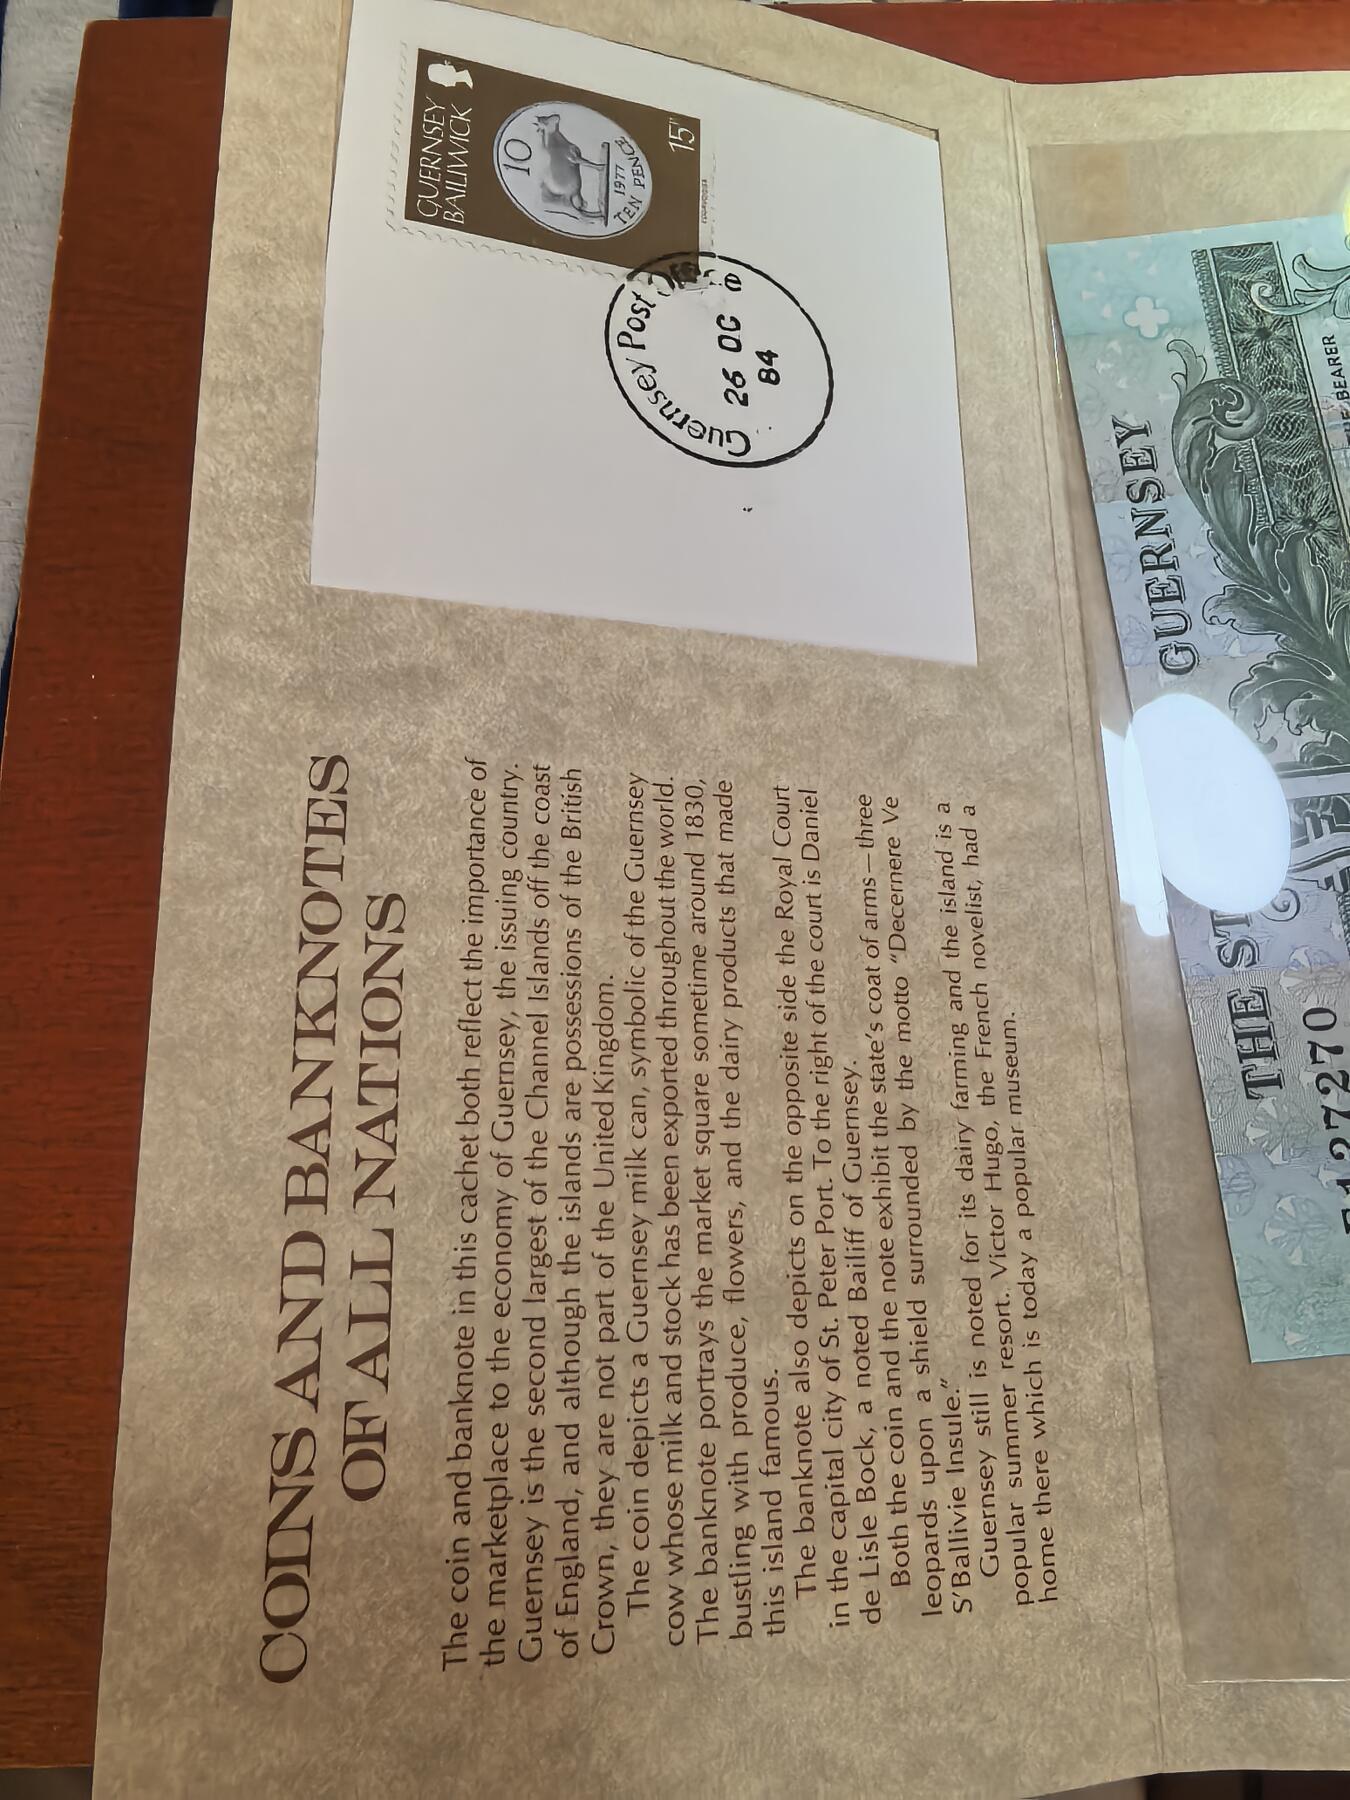 COINS AND BANKNOTES
OF ALL NATIONS
The coin and banknote in this cachet both reflect the importance of
the marketplace to the economy of Guernsey, the issuing country.
Guernsey is the second largest of the Channel Islands off the coast
of England, and although the islands are possessions of the British
Crown, they are not part of the United Kingdom.
The coin depicts a Guernsey milk can, symbolic of the Guernsey
cow whose milk and stock has been exported throughout the world.
The banknote portrays the market square sometime around 1830,
bustling with produce, flowers, and the dairy products that made
this island famous.
The banknote also depicts on the opposite side the Royal Court
in the capital city of St. Peter Port. To the right of the court is Daniel
de Lisle Bock, a noted Bailiff of Guernsey.
Both the coin and the note exhibit the state's coat of arms—three
leopards upon a shield surrounded by the motto "Decernere Ve
S'Ballivie Insule."
Guernsey still is noted for its dairy farming and the island is a
popular summer resort. Victor Hugo, the French novelist, had a
home there which is today a popular museum.
GUERNSEY
BAILIWICK
10
1977
TEN PENCE
15P
Guernsey Post
26 OC
84
GUERNSEY
THE
BEARER
127270